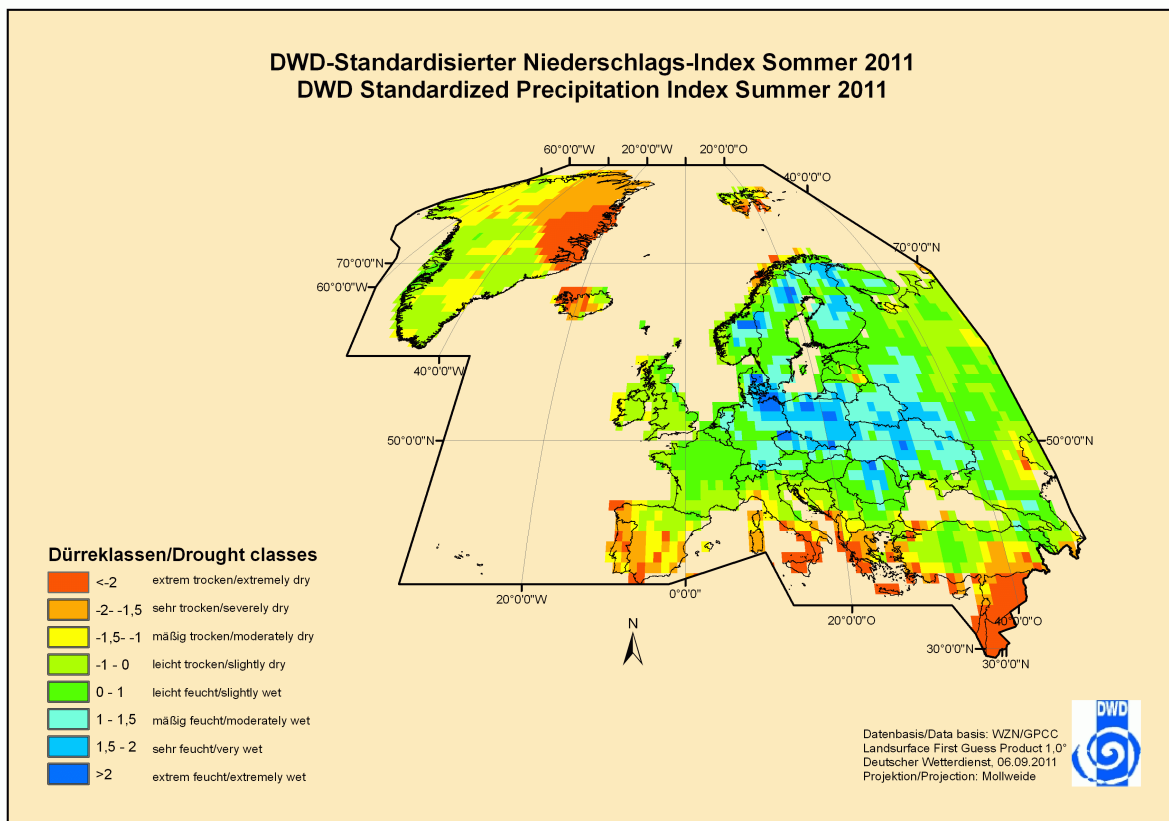 DWD-Standardisierter Niederschlags-Index Sommer 2011
DWD Standardized Precipitation Index Summer 2011
60°0'0"W 20°0'0"W 20°0'0"O
40°0'0"O
70°0'0"N
70°0'0"N
60°0'0"W
40°0'0"W
50°0'0"N
50°0'0"N
20°0'0"W
0°0'0"
20°0'0"O
40°0'0"O
30°0'0"N
30°0'0"N
N
Dürreklassen/Drought classes
<-2 extrem trocken/extremely dry
-2- -1,5 sehr trocken/severely dry
-1,5- -1 mäßig trocken/moderately dry
-1 - 0 leicht trocken/slightly dry
0 - 1 leicht feucht/slightly wet
1 - 1,5 mäßig feucht/moderately wet
1,5 - 2 sehr feucht/very wet
>2 extrem feucht/extremely wet
Datenbasis/Data basis: WZN/GPCC
Landsurface First Guess Product 1,0°
Deutscher Wetterdienst, 06.09.2011
Projektion/Projection: Mollweide
DWD